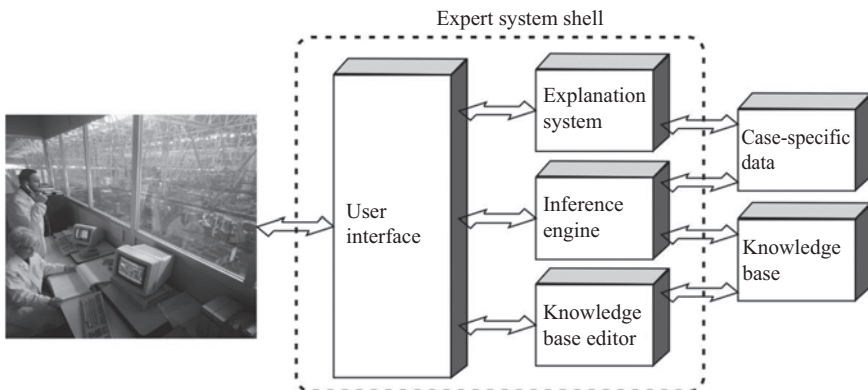 Expert system shell
Explanation
system
Case-specific
data
User
interface
Inference
engine
Knowledge
base
Knowledge
base editor